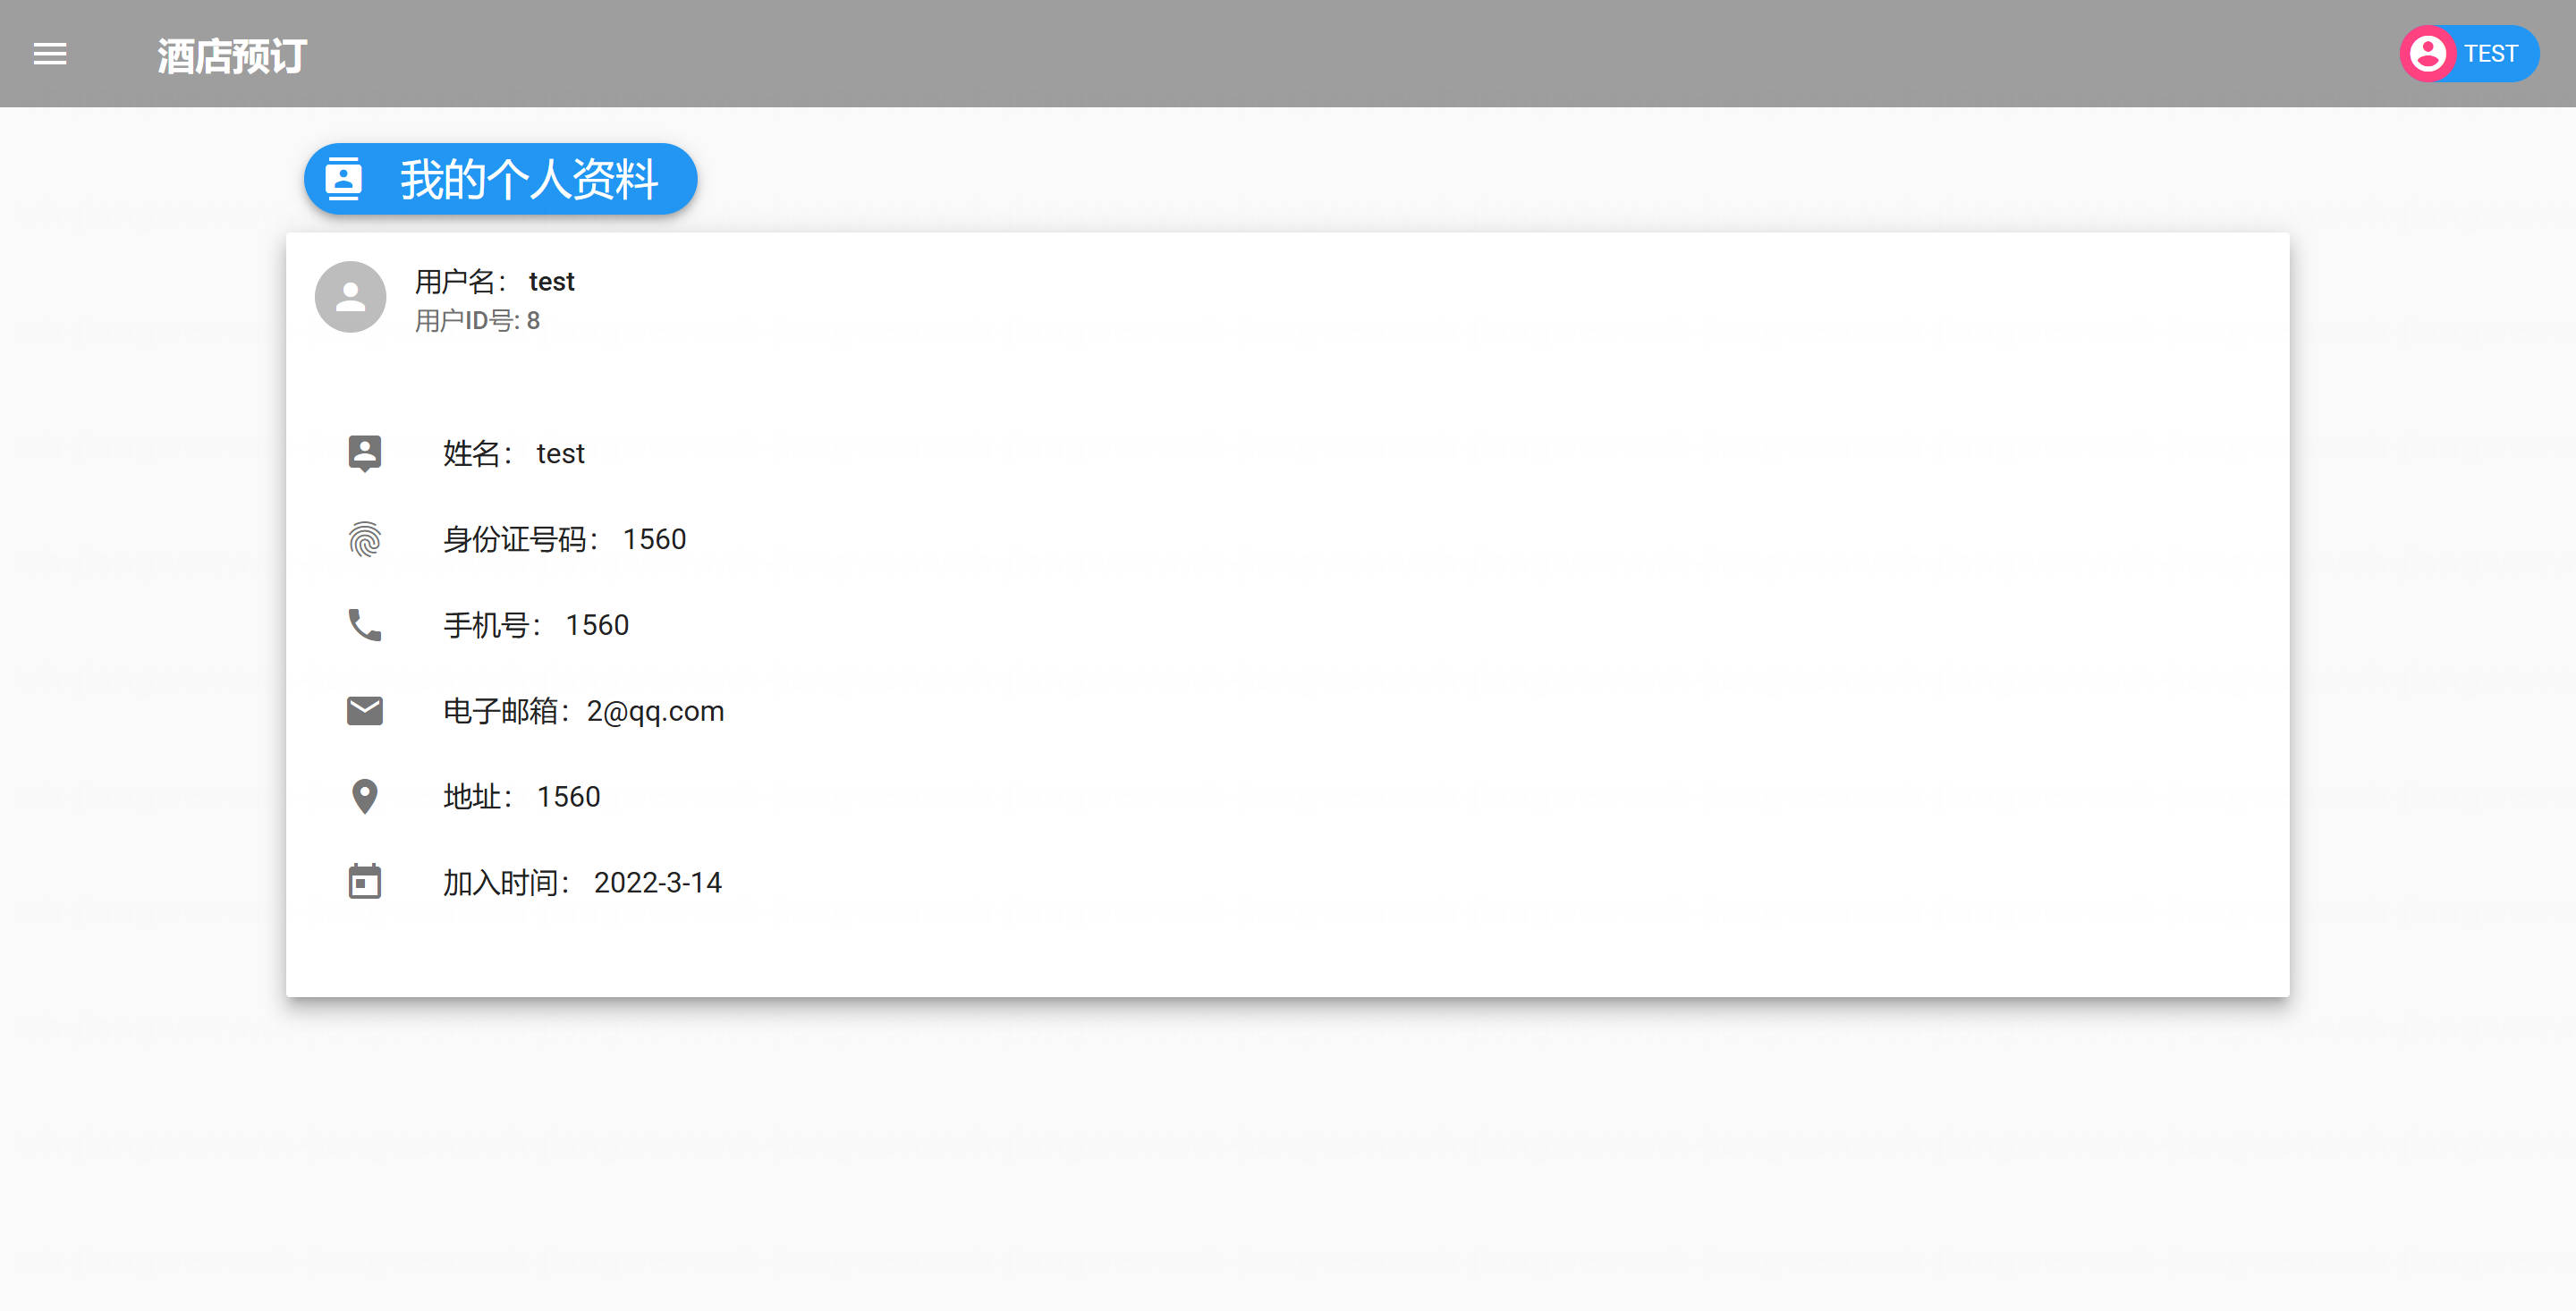 酒店预订
TEST
我的个人资料
用户名： test
用户ID号: 8
姓名： test
身份证号码： 1560
手机号： 1560
电子邮箱：2@qq.com
地址： 1560
加入时间： 2022-3-14